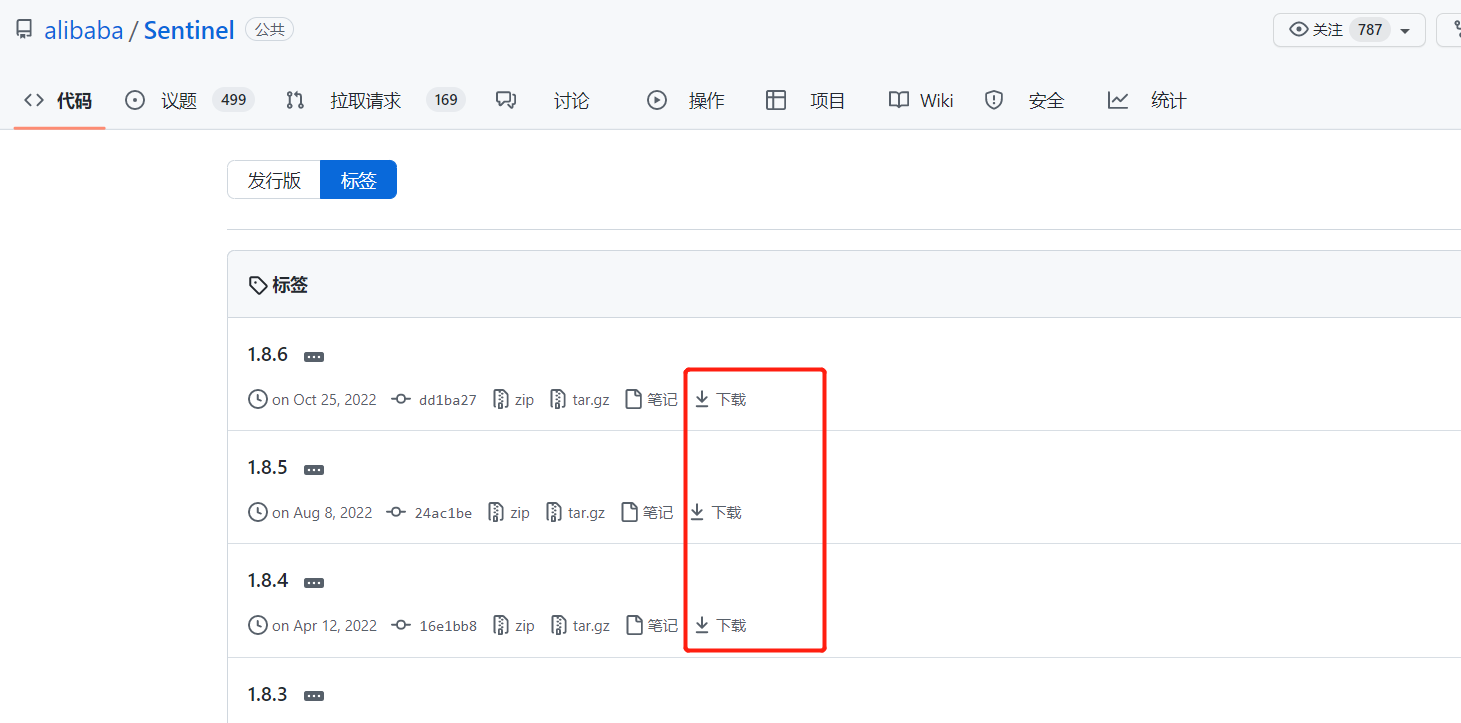 alibaba / Sentinel 公共 关注 787
代码 议题 499 拉取请求 169 讨论 操作 项目 Wiki 安全 统计
发行版 标签
标签
1.8.6
on Oct 25, 2022 dd1ba27 zip tar.gz 笔记 下载
1.8.5
on Aug 8, 2022 24ac1be zip tar.gz 笔记 下载
1.8.4
on Apr 12, 2022 16e1bb8 zip tar.gz 笔记 下载
1.8.3